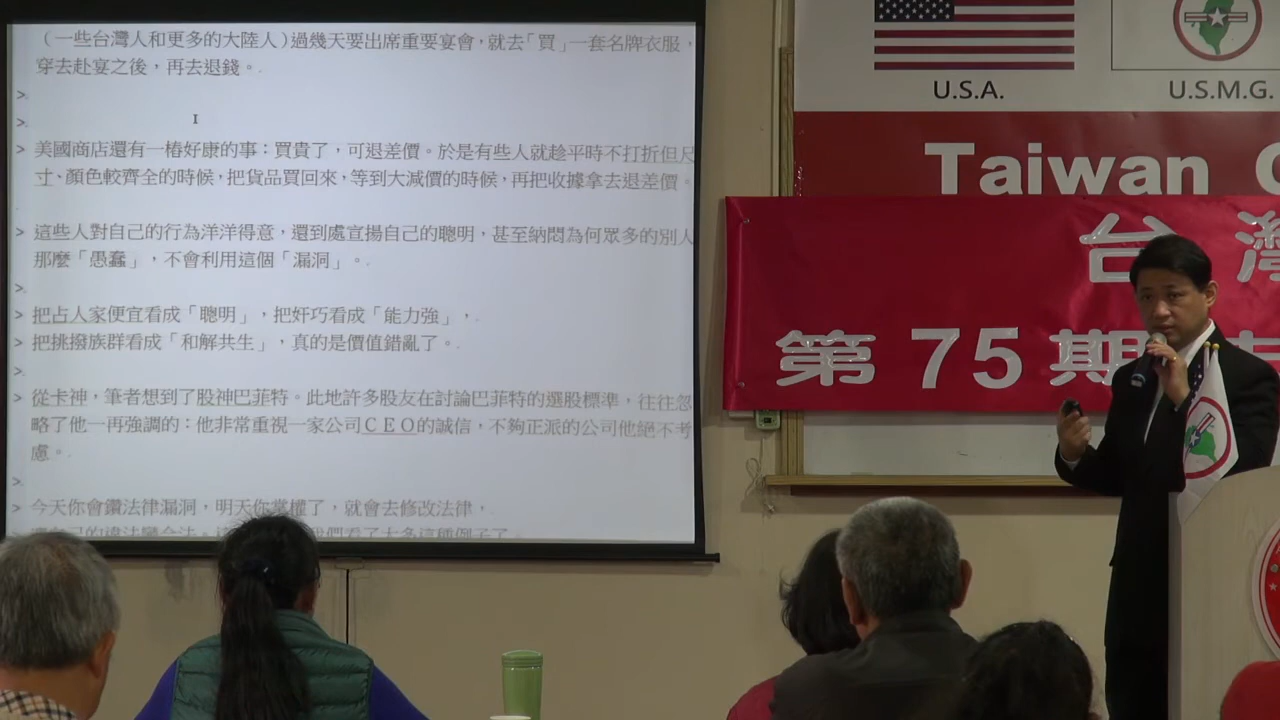 （一些台灣人和更多的大陸人）過幾天要出席重要宴會，就去「買」一套名牌衣服，
穿去赴宴之後，再去退錢。
>
>
> 美國商店還有一樁好康的事：買貴了，可退差價。於是有些人就趁平時不打折但尺
寸、顏色較齊全的時候，把貨品買回來，等到大減價的時候，再把收據拿去退差價。
> 這些人對自己的行為洋洋得意，還到處宣揚自己的聰明，甚至納悶為何眾多的別人
那麼「愚蠢」，不會利用這個「漏洞」。
>
> 把占人家便宜看成「聰明」，把奸巧看成「能力強」，
> 把挑撥族群看成「和解共生」，真的是價值錯亂了。
>
> 從卡神，筆者想到了股神巴菲特。此地許多股友在討論巴菲特的選股標準，往往忽
略了他一再強調的：他非常重視一家公司CEO的誠信，不夠正派的公司他絕不考
慮。
>
> 今天你會鑽法律漏洞，明天你掌權了，就會去修改法律，
U.S.A.
U.S.M.G.
Taiwan
台灣
第75期